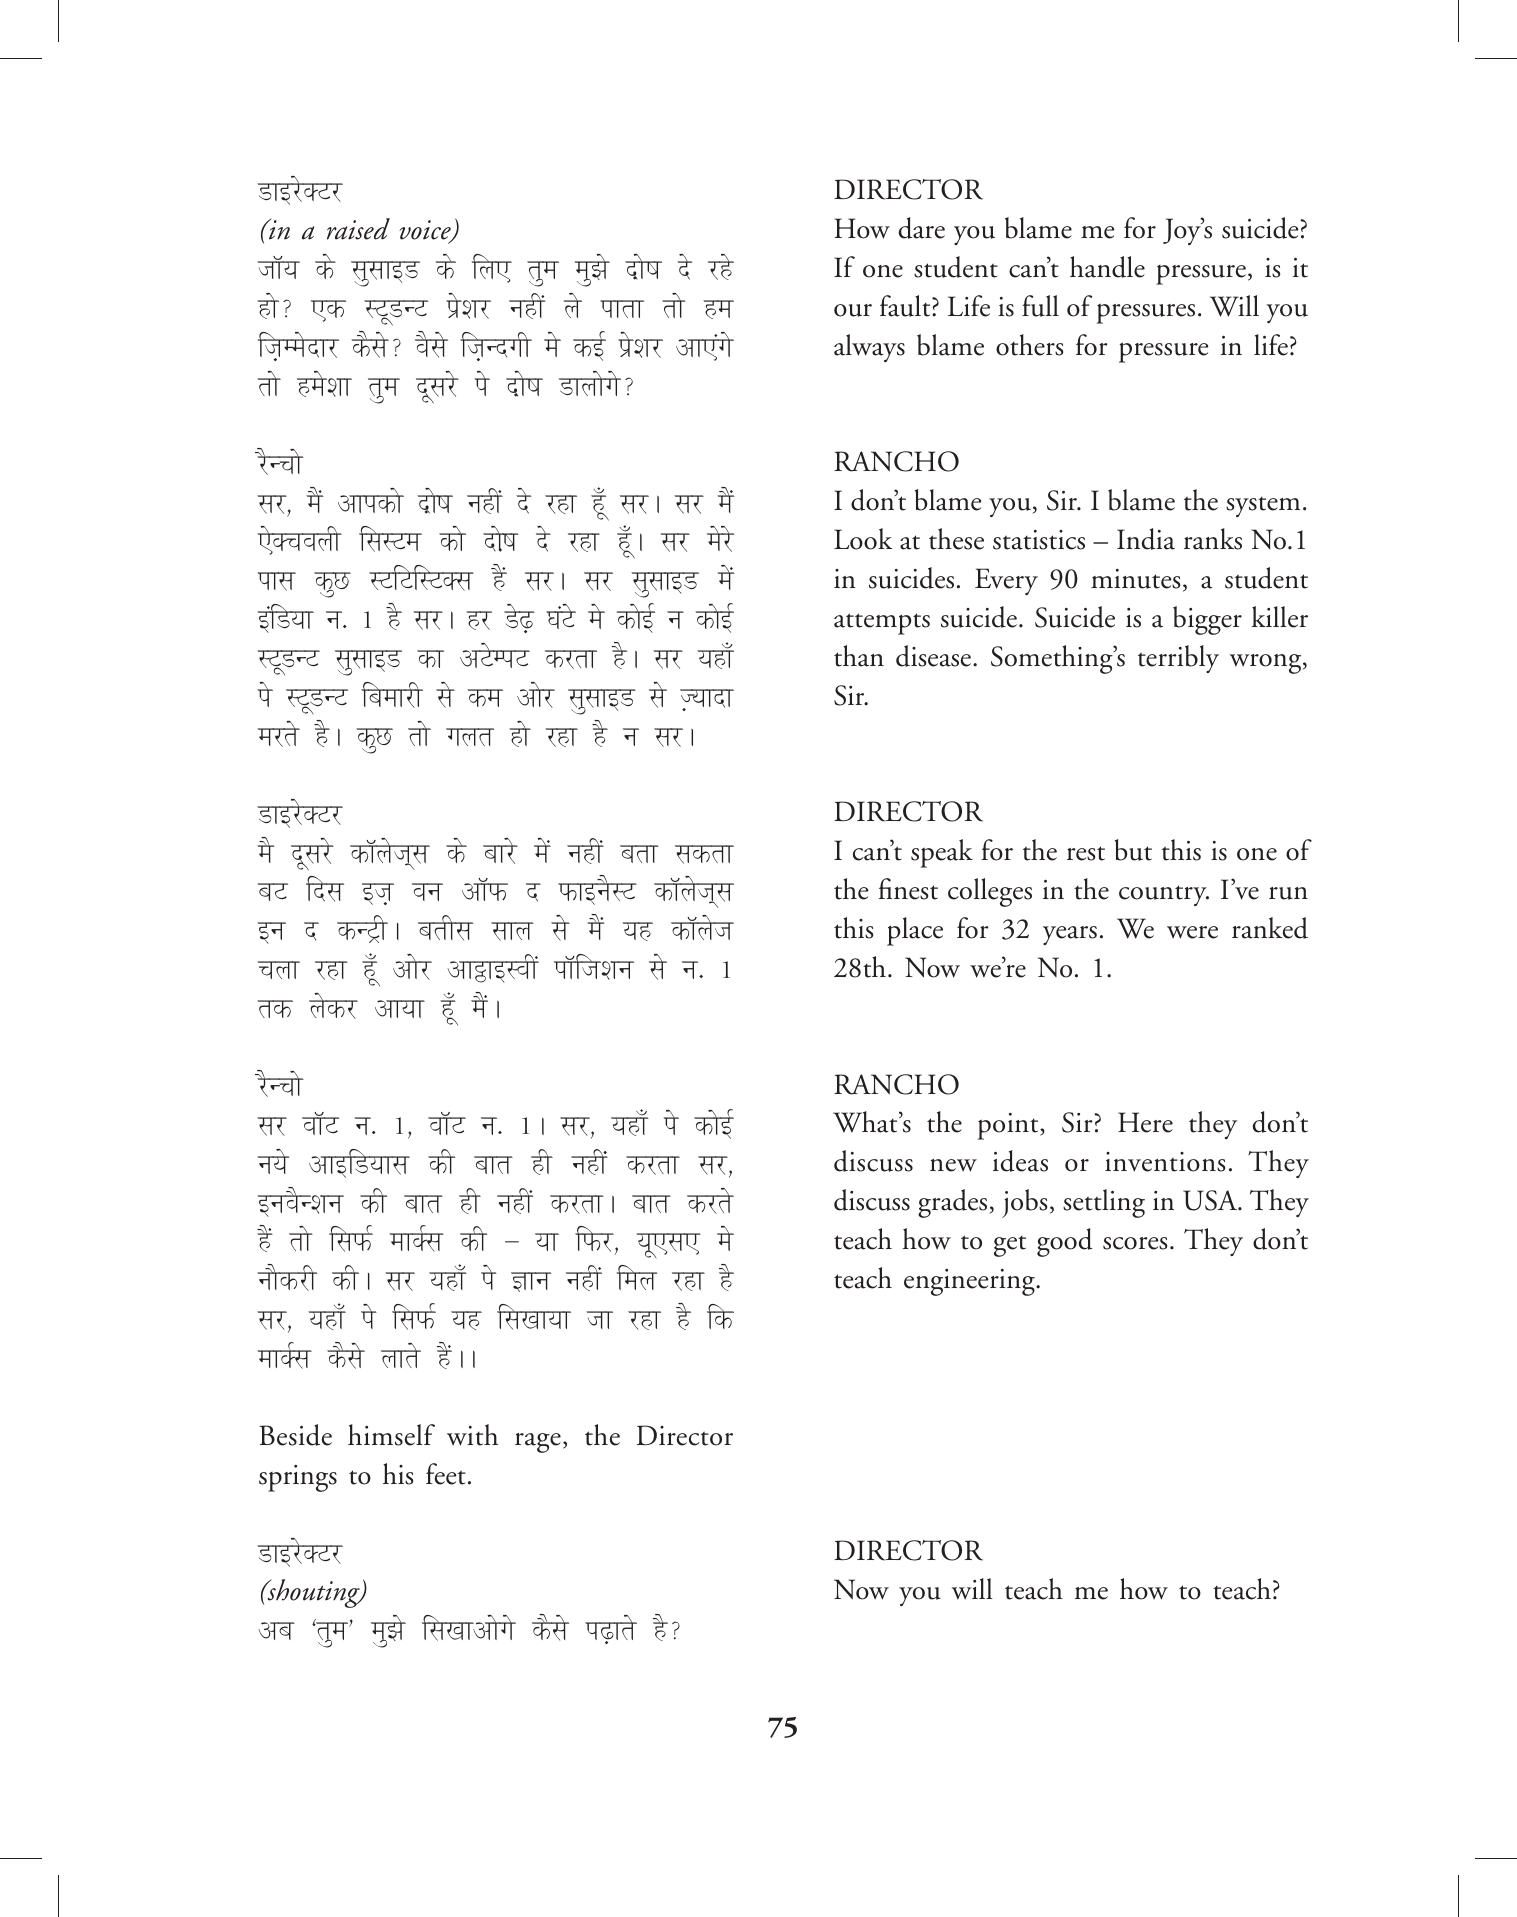 डाइरेक्टर
(in a raised voice)
जॉय के सुसाइड के लिए तुम मुझे दोष दे रहे
हो? एक स्टूडन्ट प्रेशर नहीं ले पाता तो हम
ज़िम्मेदार कैसे? वैसे ज़िन्दगी मे कई प्रेशर आएंगे
तो हमेशा तुम दूसरे पे दोष डालोगे?
रैन्चो
सर, मैं आपको दोष नहीं दे रहा हूँ सर। सर मैं
ऐक्चवली सिस्टम को दोष दे रहा हूँ। सर मेरे
पास कुछ स्टटिस्टिक्स हैं सर। सर सुसाइड में
इंडिया न. 1 है सर। हर डेढ़ घंटे मे कोई न कोई
स्टूडन्ट सुसाइड का अटेम्पट करता है। सर यहाँ
पे स्टूडन्ट बिमारी से कम ओर सुसाइड से ज़्यादा
मरते है। कुछ तो गलत हो रहा है न सर।
डाइरेक्टर
मै दूसरे कॉलेज्स के बारे में नहीं बता सकता
बट दिस इज़ वन ऑफ द फाइनैस्ट कॉलेज्स
इन द कन्ट्री। बतीस साल से मैं यह कॉलेज
चला रहा हूँ ओर आट्ठाइस्वीं पॉजिशन से न. 1
तक लेकर आया हूँ मैं।
रैन्चो
सर वॉट न. 1, वॉट न. 1। सर, यहाँ पे कोई
नये आइडियास की बात ही नहीं करता सर,
इनवैन्शन की बात ही नहीं करता। बात करते
हैं तो सिर्फ मार्क्स की – या फिर, यूएसए मे
नौकरी की। सर यहाँ पे ज्ञान नहीं मिल रहा है
सर, यहाँ पे सिर्फ यह सिखाया जा रहा है कि
मार्क्स कैसे लाते हैं।।
Beside himself with rage, the Director
springs to his feet.
डाइरेक्टर
(shouting)
अब ‘तुम’ मुझे सिखाओगे कैसे पढ़ाते है?
DIRECTOR
How dare you blame me for Joy’s suicide?
If one student can’t handle pressure, is it
our fault? Life is full of pressures. Will you
always blame others for pressure in life?
RANCHO
I don’t blame you, Sir. I blame the system.
Look at these statistics – India ranks No.1
in suicides. Every 90 minutes, a student
attempts suicide. Suicide is a bigger killer
than disease. Something’s terribly wrong,
Sir.
DIRECTOR
I can’t speak for the rest but this is one of
the finest colleges in the country. I’ve run
this place for 32 years. We were ranked
28th. Now we’re No. 1.
RANCHO
What’s the point, Sir? Here they don’t
discuss new ideas or inventions. They
discuss grades, jobs, settling in USA. They
teach how to get good scores. They don’t
teach engineering.
DIRECTOR
Now you will teach me how to teach?
75